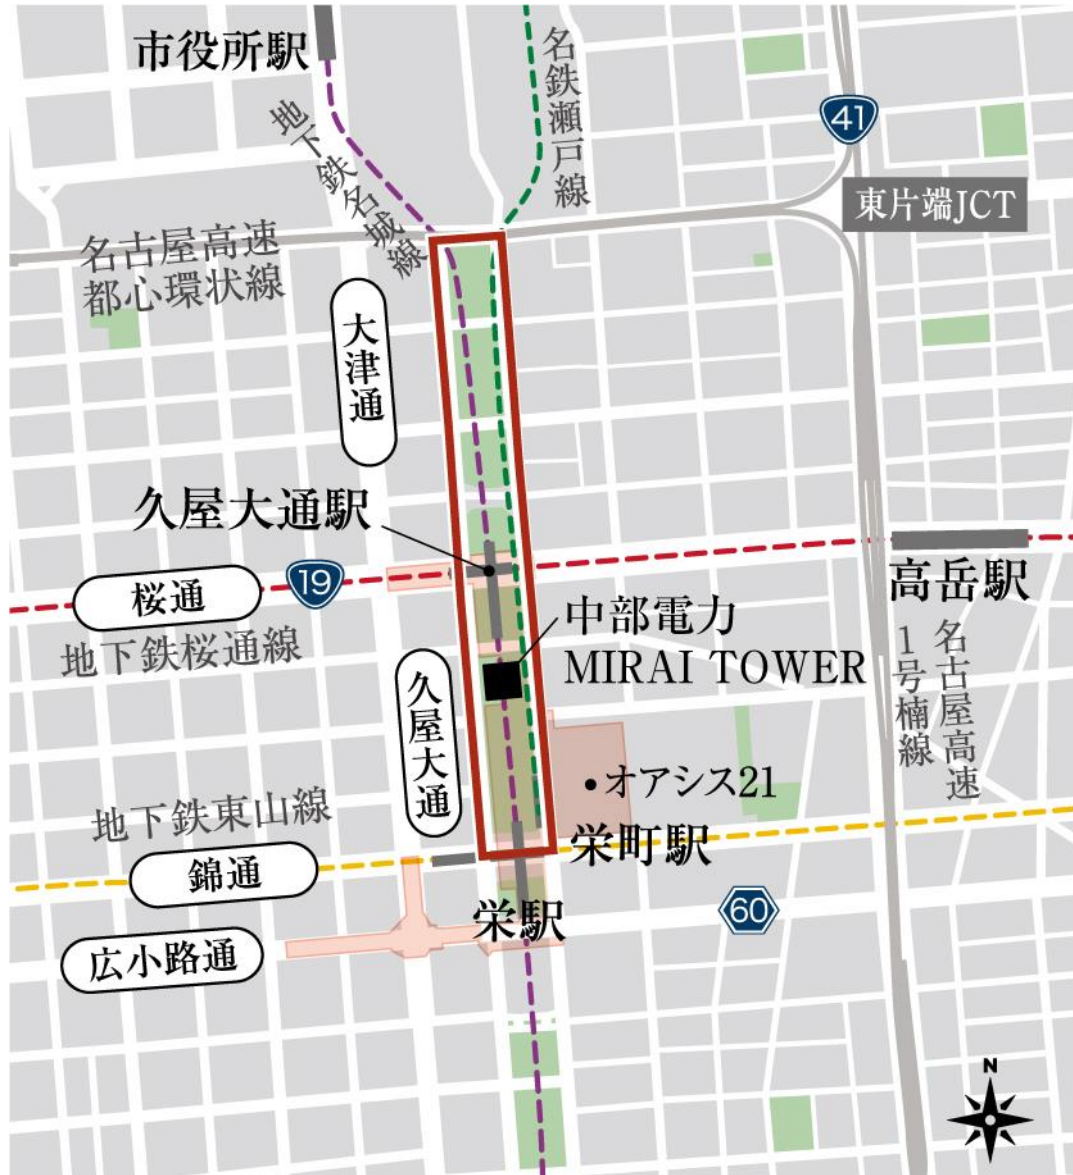 市役所駅
地下鉄名城線
名鉄瀬戸線
41
東片端JCT
名古屋高速
都心環状線
大津通
久屋大通駅
19
桜通
地下鉄桜通線
高岳駅
中部電力
MIRAI TOWER
名古屋高速
1号楠線
久屋大通
オアシス21
地下鉄東山線
栄町駅
錦通
60
栄駅
広小路通
N